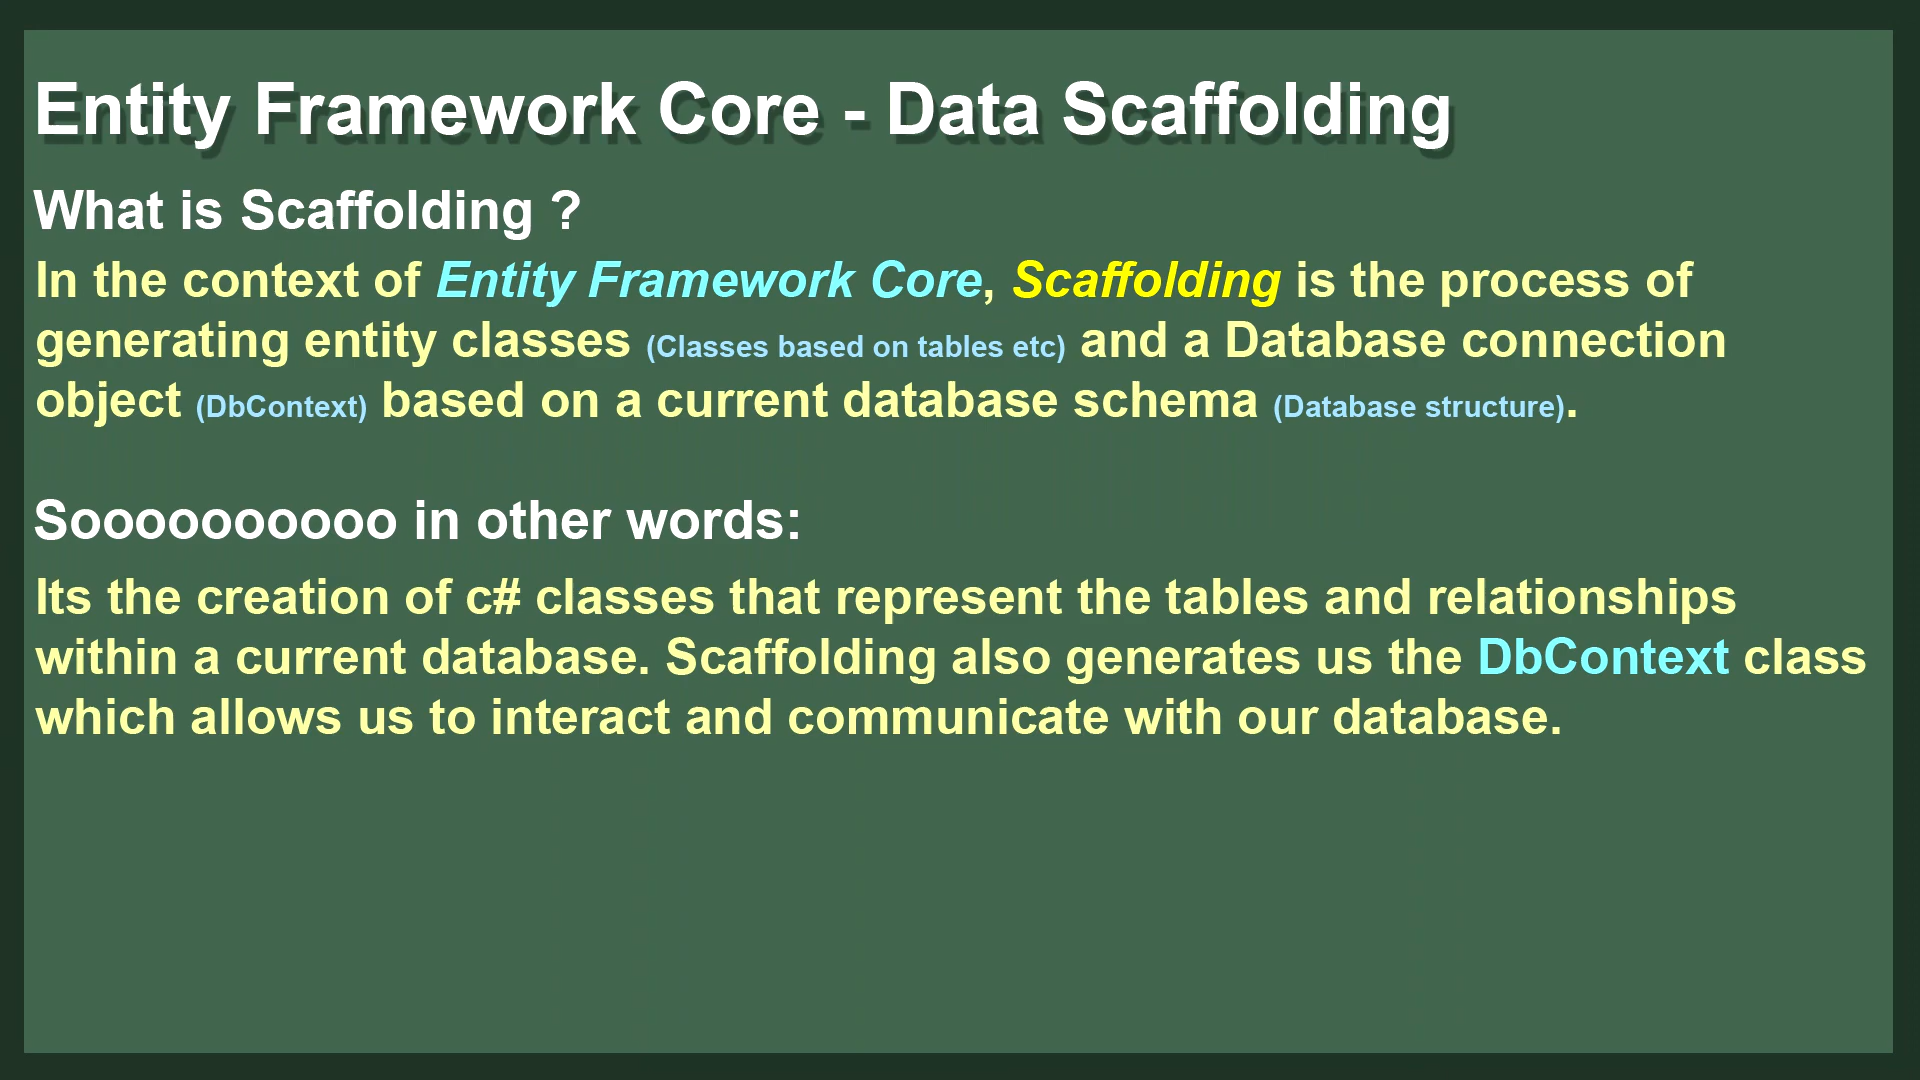 Entity Framework Core - Data Scaffolding
What is Scaffolding ?
In the context of Entity Framework Core, Scaffolding is the process of
generating entity classes (Classes based on tables etc) and a Database connection
object (DbContext) based on a current database schema (Database structure).
Soooooooooo in other words:
Its the creation of c# classes that represent the tables and relationships
within a current database. Scaffolding also generates us the DbContext class
which allows us to interact and communicate with our database.